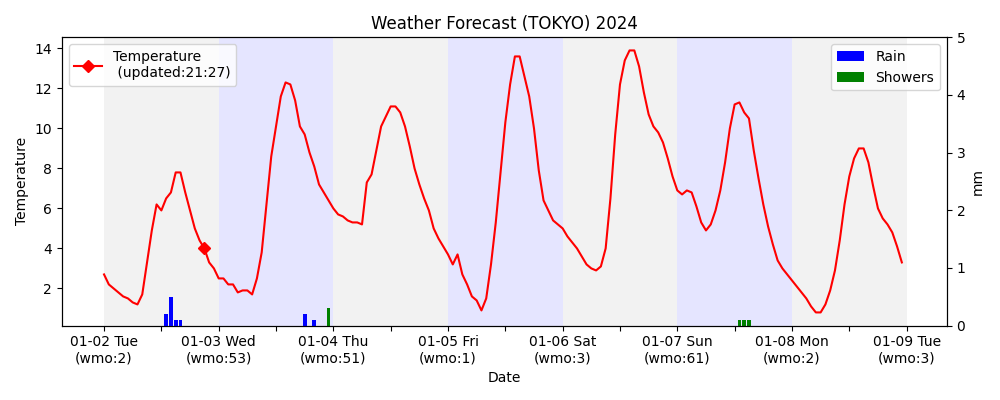 Weather Forecast (TOKYO) 2024
Temperature
(updated:21:27)
Rain
Showers
14
12
10
8
6
4
2
Temperature
5
4
3
2
1
0
mm
01-02 Tue
(wmo:2)
01-03 Wed
(wmo:53)
01-04 Thu
(wmo:51)
01-05 Fri
(wmo:1)
01-06 Sat
(wmo:3)
01-07 Sun
(wmo:61)
01-08 Mon
(wmo:2)
01-09 Tue
(wmo:3)
Date